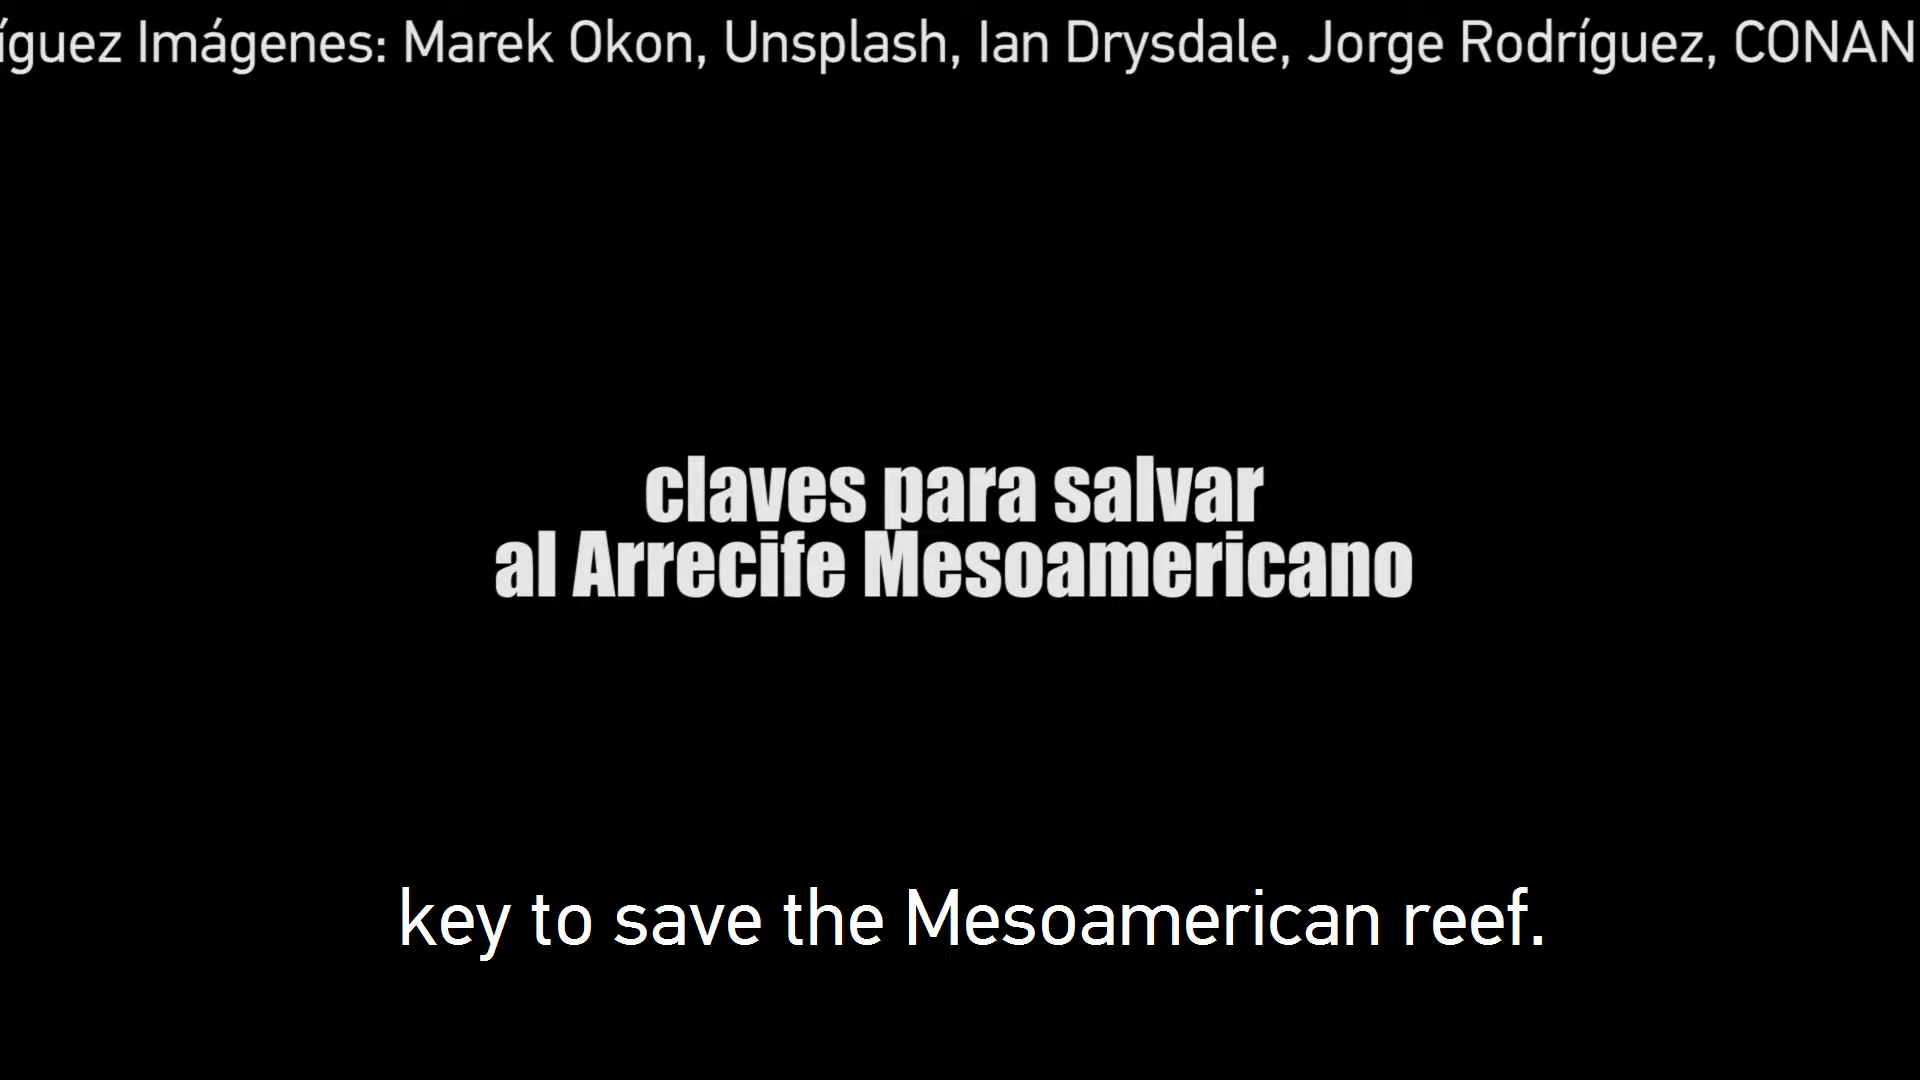 íguez Imágenes: Marek Okon, Unsplash, Ian Drysdale, Jorge Rodríguez, CONAN
claves para salvar
al Arrecife Mesoamericano
key to save the Mesoamerican reef.